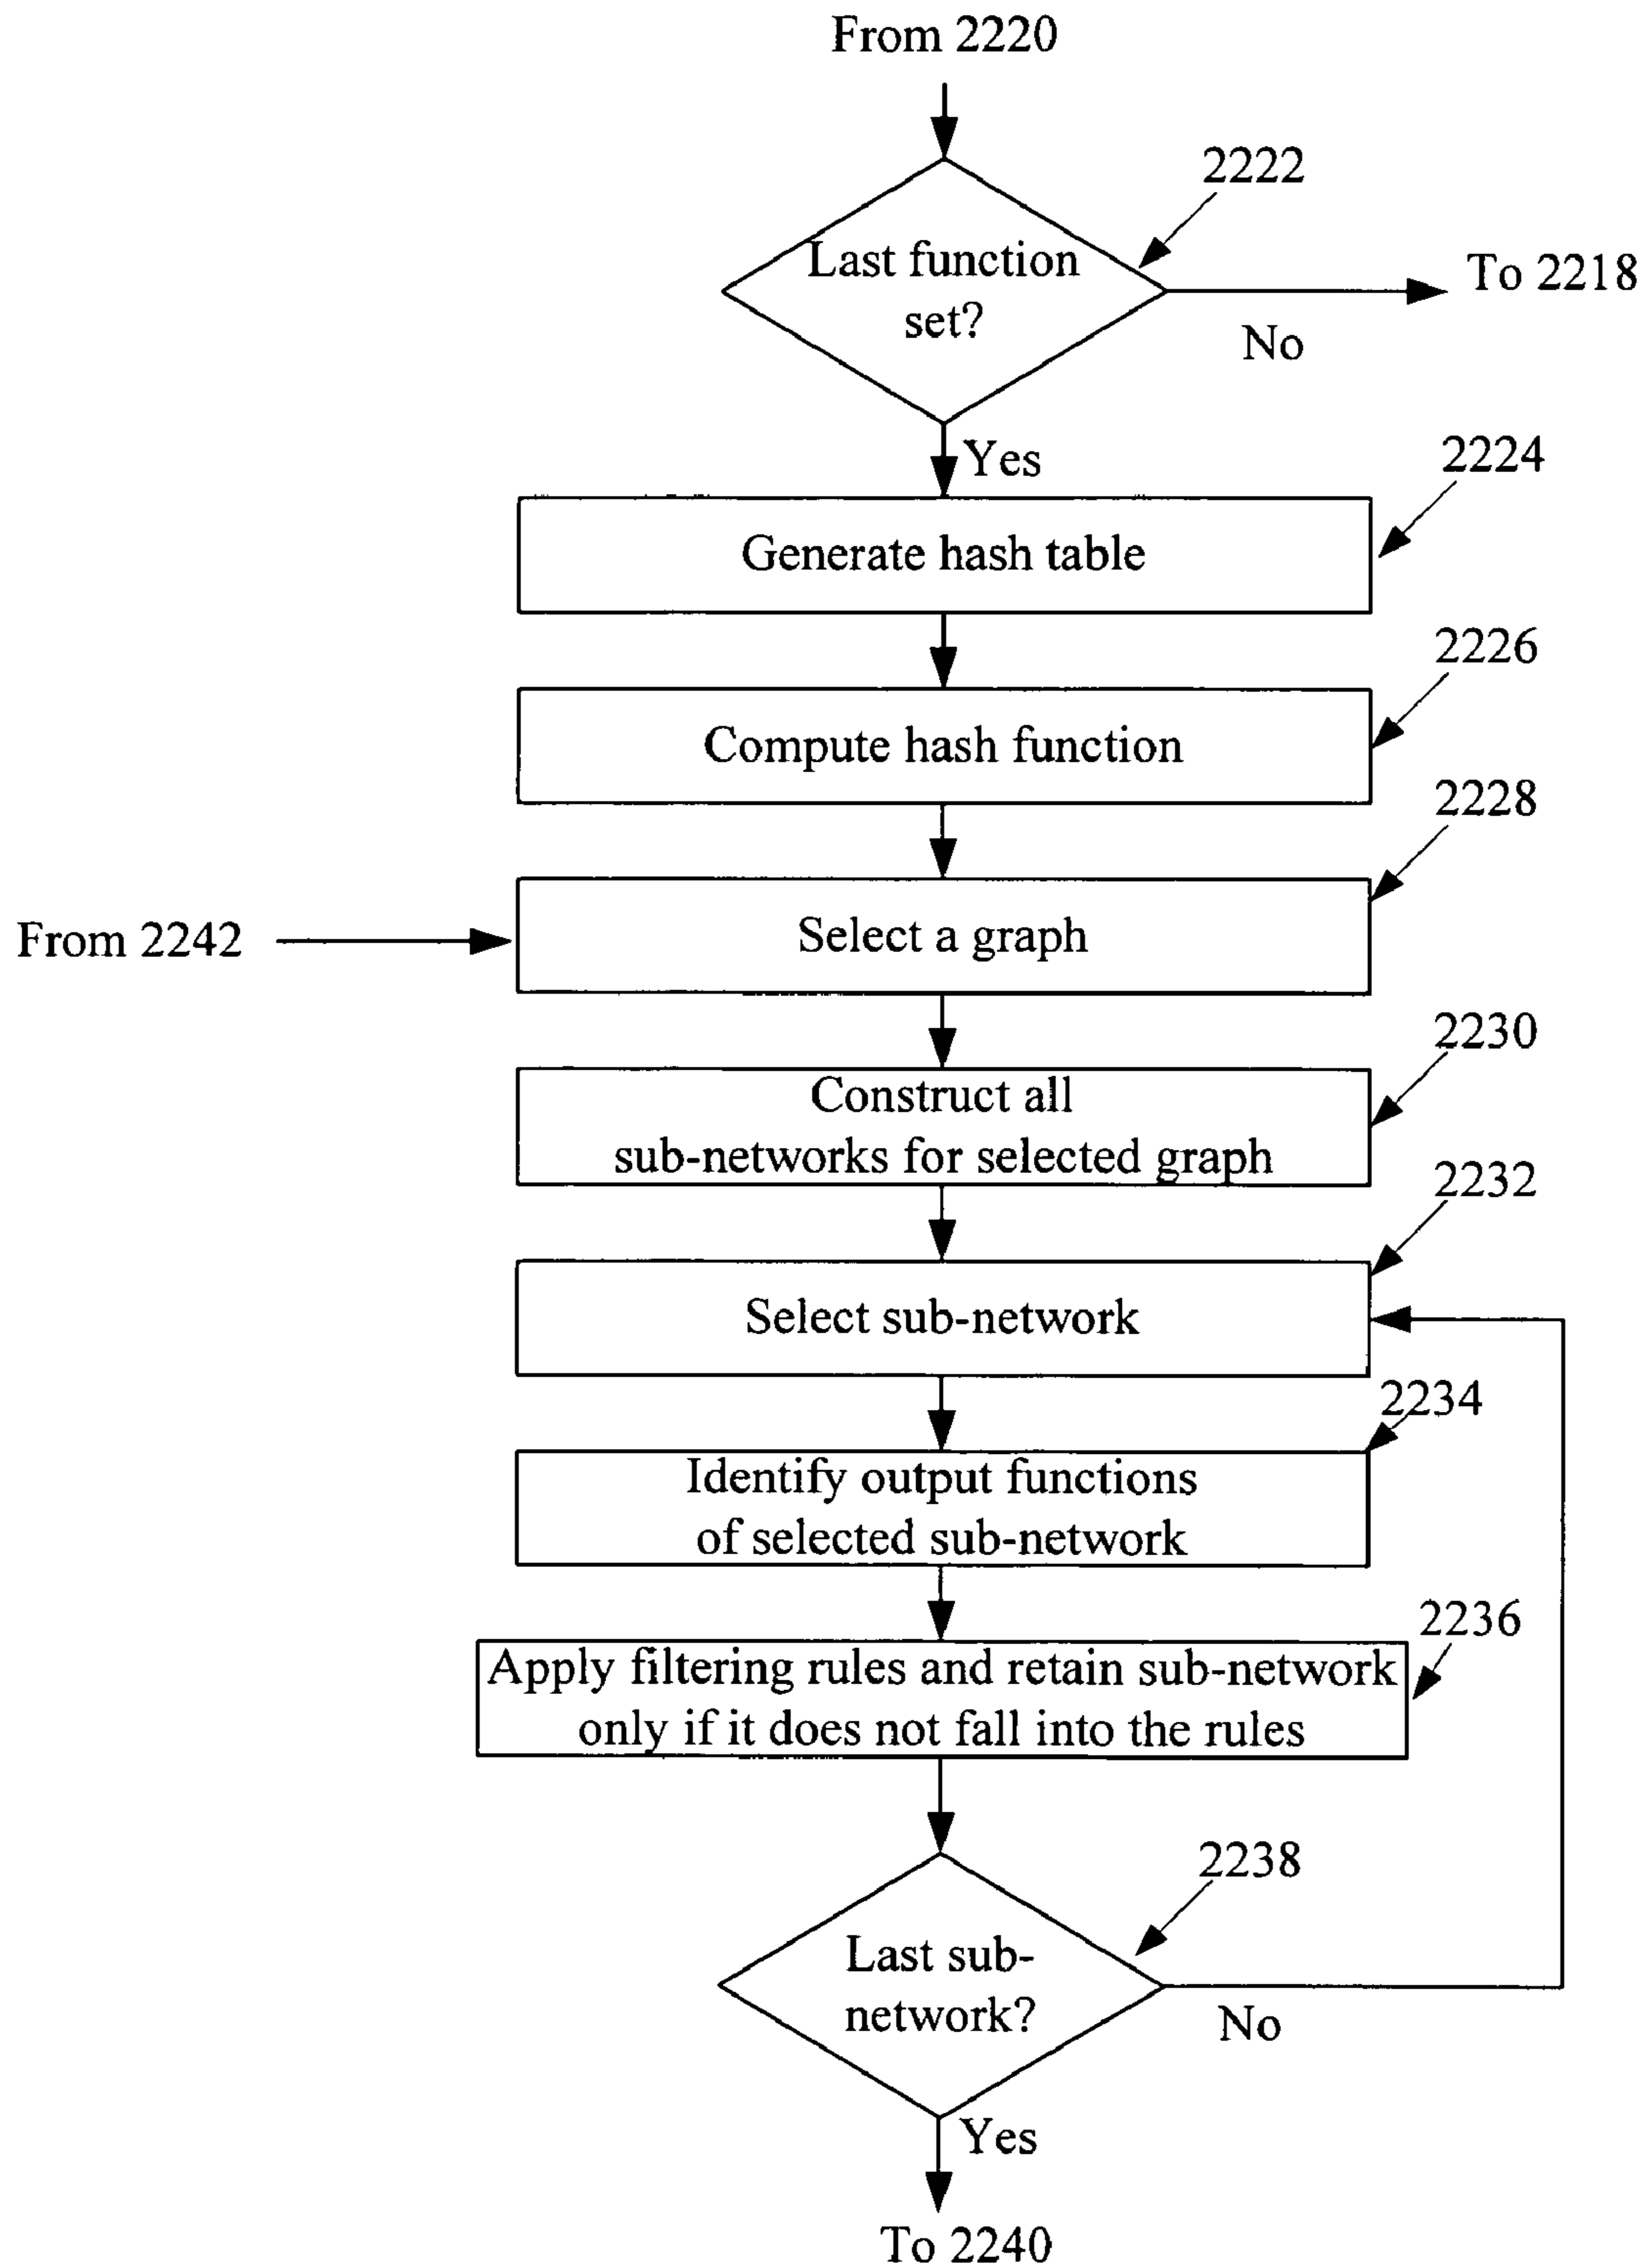 From 2220
2222
Last function
set?
To 2218
No
Yes
2224
Generate hash table
2226
Compute hash function
2228
Select a graph
From 2242
2230
Construct all
sub-networks for selected graph
2232
Select sub-network
2234
Identify output functions
of selected sub-network
2236
Apply filtering rules and retain sub-network
only if it does not fall into the rules
2238
Last sub-
network?
No
Yes
To 2240